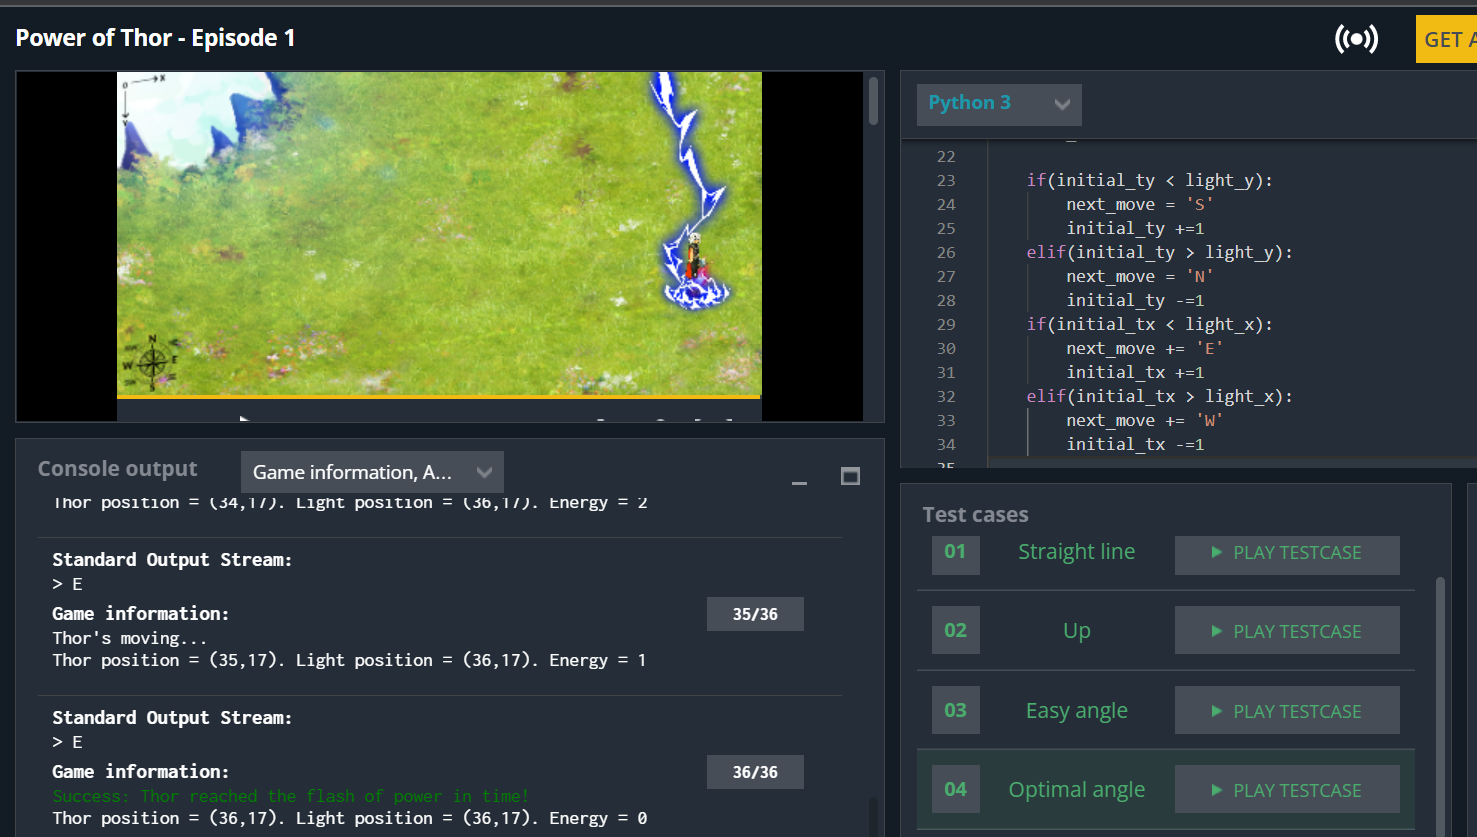 Power of Thor - Episode 1
GET A
X
Y
N
W E
S
Console output
Game information, A...
Thor position = (34,17). Light position = (36,17). Energy = 2
Standard Output Stream:
> E
Game information:
35/36
Thor's moving...
Thor position = (35,17). Light position = (36,17). Energy = 1
Standard Output Stream:
> E
Game information:
36/36
Success: Thor reached the flash of power in time!
Thor position = (36,17). Light position = (36,17). Energy = 0
Python 3
22
23 if(initial_ty < light_y):
24 next_move = 'S'
25 initial_ty +=1
26 elif(initial_ty > light_y):
27 next_move = 'N'
28 initial_ty -=1
29 if(initial_tx < light_x):
30 next_move += 'E'
31 initial_tx +=1
32 elif(initial_tx > light_x):
33 next_move += 'W'
34 initial_tx -=1
35
Test cases
01 Straight line PLAY TESTCASE
02 Up PLAY TESTCASE
03 Easy angle PLAY TESTCASE
04 Optimal angle PLAY TESTCASE